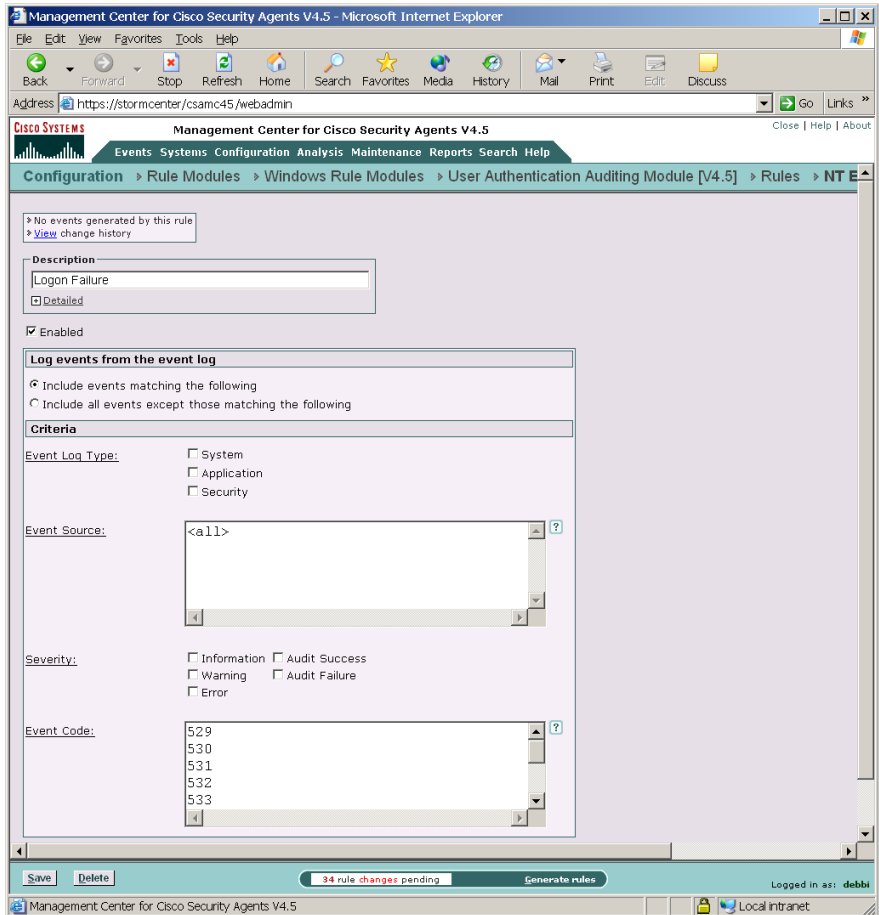 Management Center for Cisco Security Agents V4.5 - Microsoft Internet Explorer
File Edit View Favorites Tools Help
Back Forward Stop Refresh Home Search Favorites Media History Mail Print Edit Discuss
Address https://stormcenter/csamc45/webadmin Go Links »
CISCO SYSTEMS Management Center for Cisco Security Agents V4.5 Close | Help | About
Events Systems Configuration Analysis Maintenance Reports Search Help
Configuration > Rule Modules > Windows Rule Modules > User Authentication Auditing Module [V4.5] > Rules > NT E
No events generated by this rule
View change history
Description
Logon Failure
Detailed
Enabled
Log events from the event log
Include events matching the following
Include all events except those matching the following
Criteria
Event Log Type: System
Application
Security
Event Source: <all> ?
Severity: Information Audit Success
Warning Audit Failure
Error
Event Code: 529 ?
530
531
532
533
Save Delete 34 rule changes pending Generate rules Logged in as: debbi
Management Center for Cisco Security Agents V4.5 Local intranet